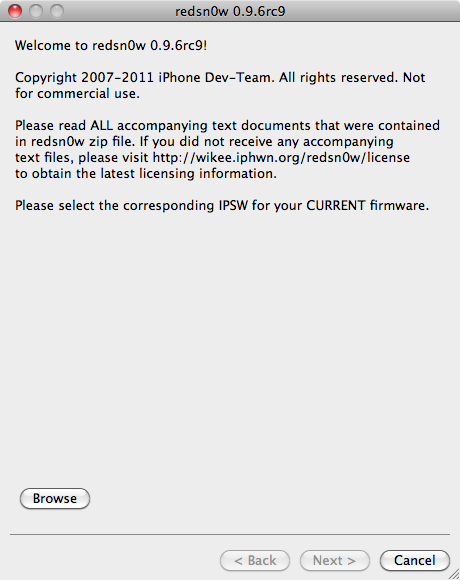 redsn0w 0.9.6rc9
Welcome to redsn0w 0.9.6rc9!
Copyright 2007-2011 iPhone Dev-Team. All rights reserved. Not
for commercial use.
Please read ALL accompanying text documents that were contained
in redsn0w zip file. If you did not receive any accompanying
text files, please visit http://wikee.iphwn.org/redsn0w/license
to obtain the latest licensing information.
Please select the corresponding IPSW for your CURRENT firmware.
Browse
< Back Next > Cancel